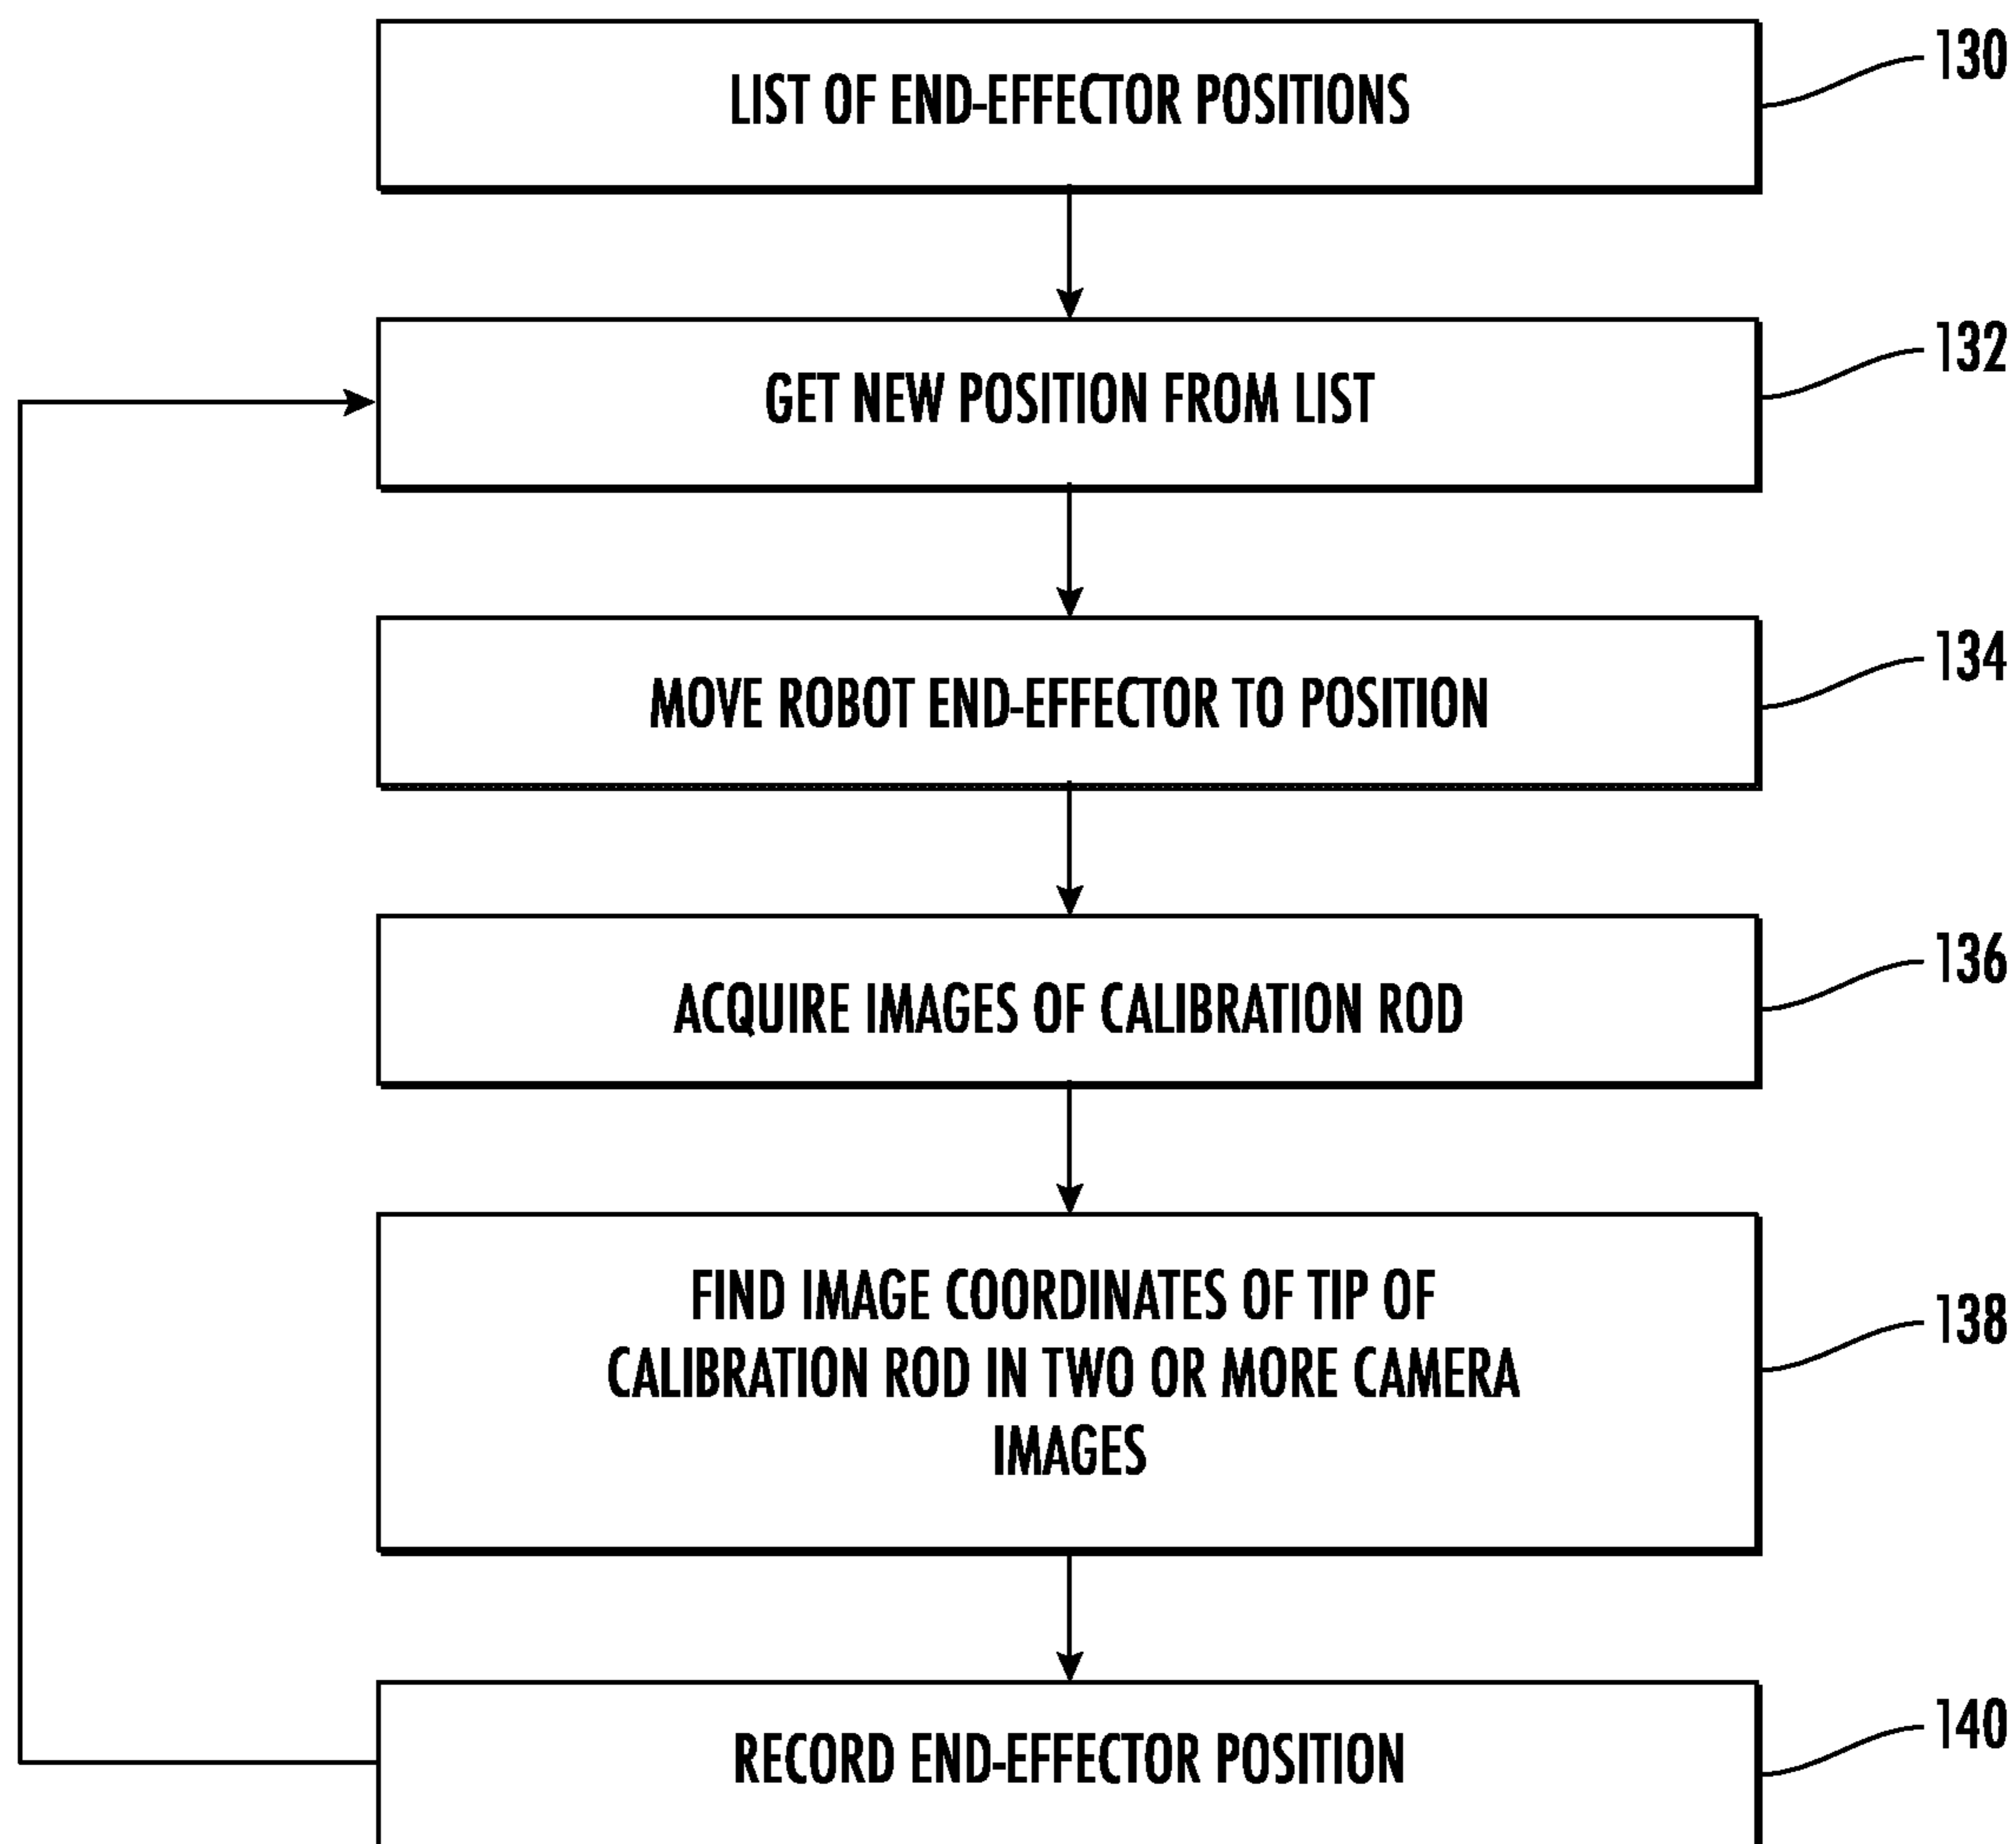 LIST OF END-EFFECTOR POSITIONS
130
GET NEW POSITION FROM LIST
132
MOVE ROBOT END-EFFECTOR TO POSITION
134
ACQUIRE IMAGES OF CALIBRATION ROD
136
FIND IMAGE COORDINATES OF TIP OF
CALIBRATION ROD IN TWO OR MORE CAMERA
IMAGES
138
RECORD END-EFFECTOR POSITION
140